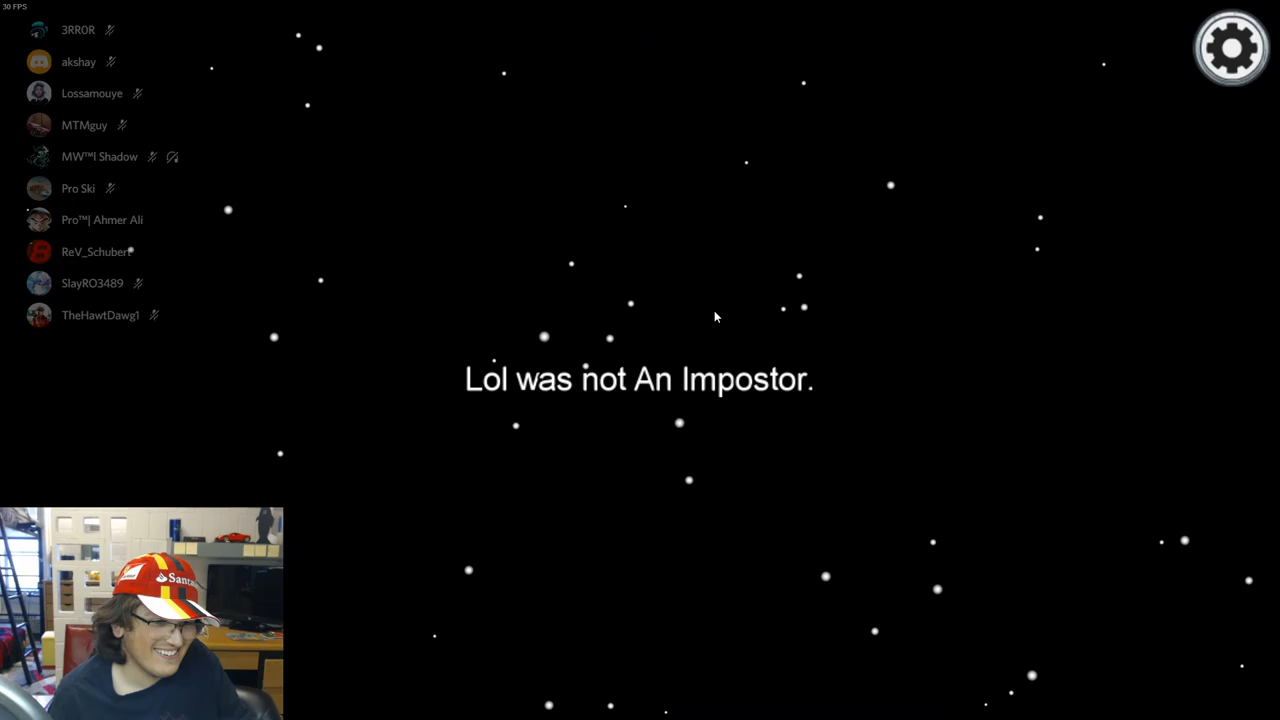 30 FPS
3RR0R
akshay
Lossamouye
MTMguy
MW™l Shadow
Pro Ski
Pro™| Ahmer Ali
ReV_Schubert
SlayRO3489
TheHawtDawg1
Lol was not An Impostor.